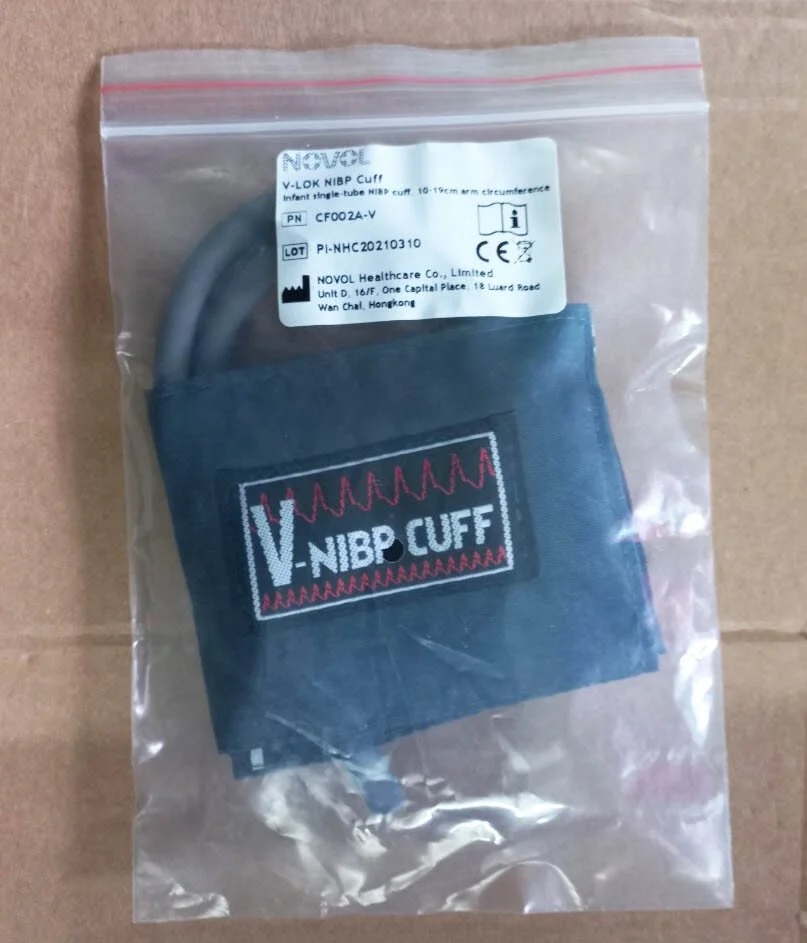 NOVOL
V-LOK NIBP Cuff
Infant single-tube NIBP cuff, 10-19cm arm circumference
PN CF002A-V
LOT PI-NHC20210310
CE
NOVOL Healthcare Co., Limited
Unit D, 16/F, One Capital Place, 18 Luard Road
Wan Chai, Hongkong
V-NIBP CUFF